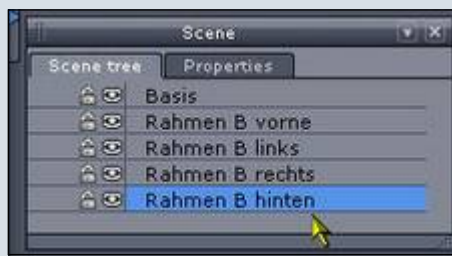 Scene
Scene tree Properties
Basis
Rahmen B vorne
Rahmen B links
Rahmen B rechts
Rahmen B hinten